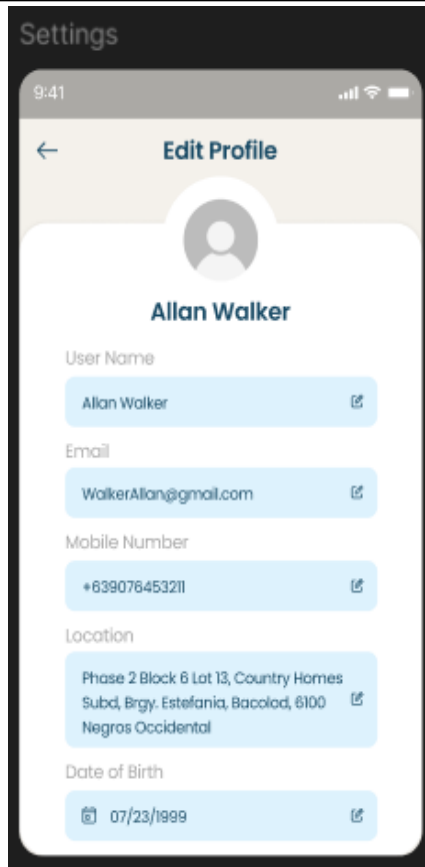 Settings
9:41
Edit Profile
Allan Walker
User Name
Allan Walker
Email
WalkerAllan@gmail.com
Mobile Number
+639076453211
Location
Phase 2 Block 6 Lot 13, Country Homes
Subd, Brgy. Estefania, Bacolod, 6100
Negros Occidental
Date of Birth
07/23/1999